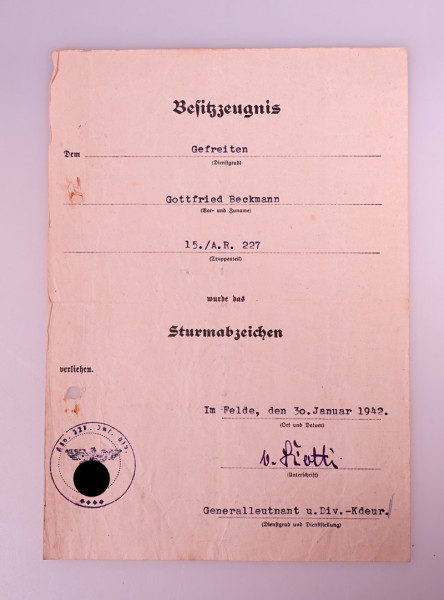 Besitzzeugnis
Dem Gefreiten
(Dienstgrad)
Gottfried Beckmann
(Vor- und Zuname)
15./A.R. 227
(Truppenteil)
wurde das
Sturmabzeichen
verliehen.
Im Felde, den 30.Januar 1942.
(Ort und Datum)
(Unterschrift)
Generalleutnant u.Div.-Kdeur.
(Dienstgrad und Dienststellung)